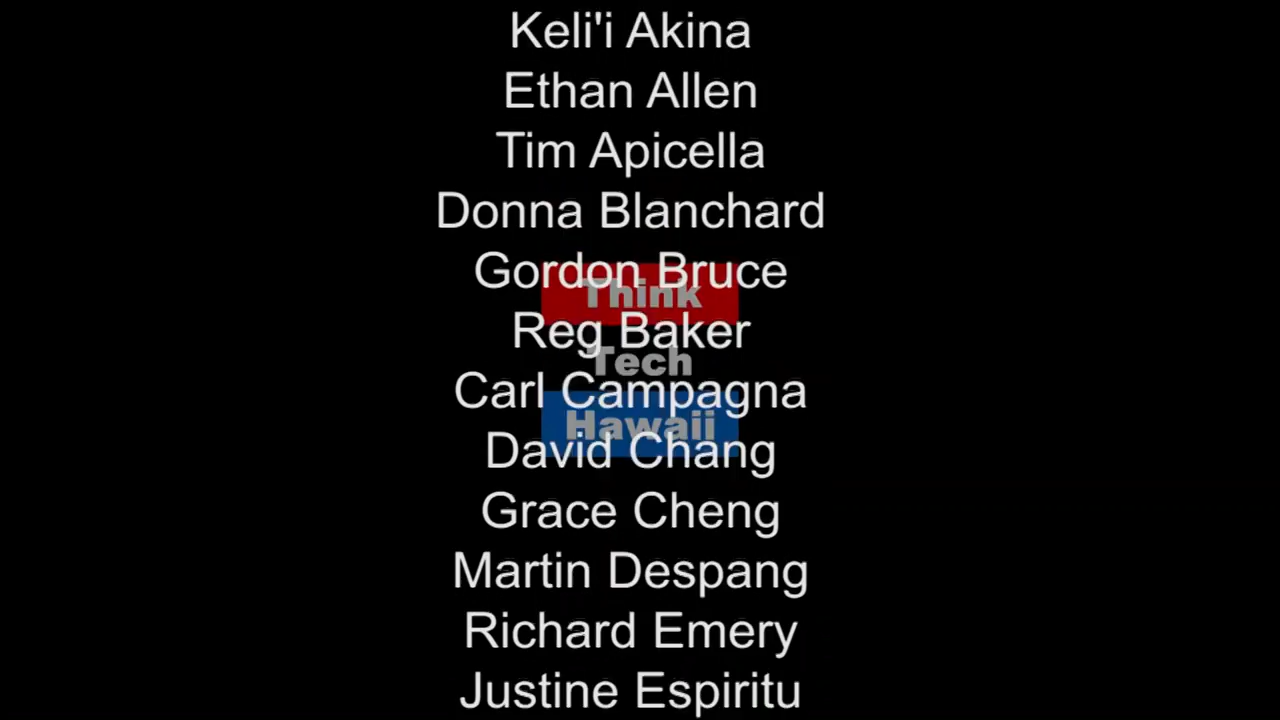 Keli'i Akina
Ethan Allen
Tim Apicella
Donna Blanchard
Gordon Bruce
Think
Reg Baker
Tech
Carl Campagna
Hawaii
David Chang
Grace Cheng
Martin Despang
Richard Emery
Justine Espiritu